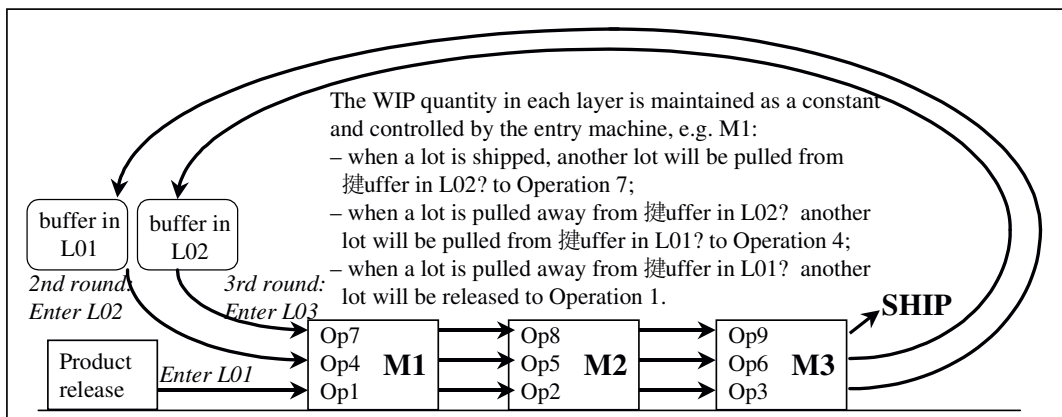 The WIP quantity in each layer is maintained as a constant
and controlled by the entry machine, e.g. M1:
– when a lot is shipped, another lot will be pulled from
揵uffer in L02? to Operation 7;
– when a lot is pulled away from 揵uffer in L02?  another
lot will be pulled from 揵uffer in L01? to Operation 4;
– when a lot is pulled away from 揵uffer in L01?  another
lot will be released to Operation 1.
buffer in
L01
buffer in
L02
2nd round:
Enter L02
3rd round:
Enter L03
Product
release
Enter L01
Op7
Op4
Op1
M1
Op8
Op5
Op2
M2
Op9
Op6
Op3
M3
SHIP